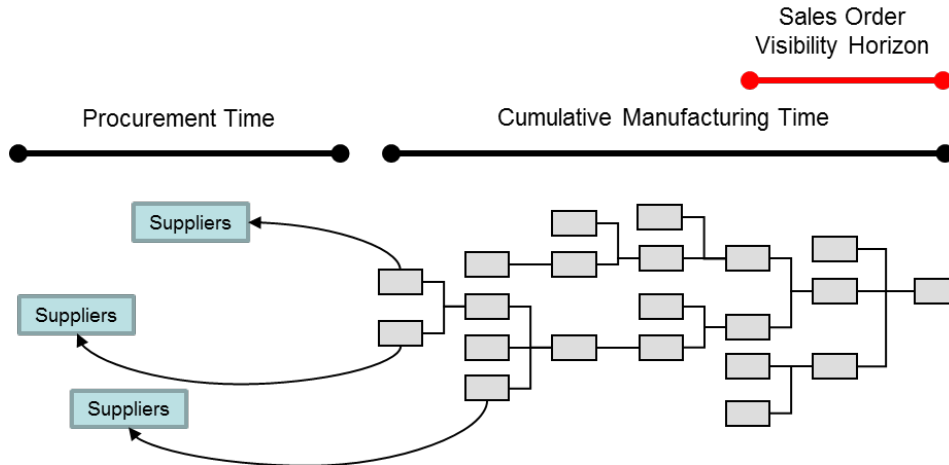 Sales Order
Visibility Horizon
Procurement Time
Cumulative Manufacturing Time
Suppliers
Suppliers
Suppliers